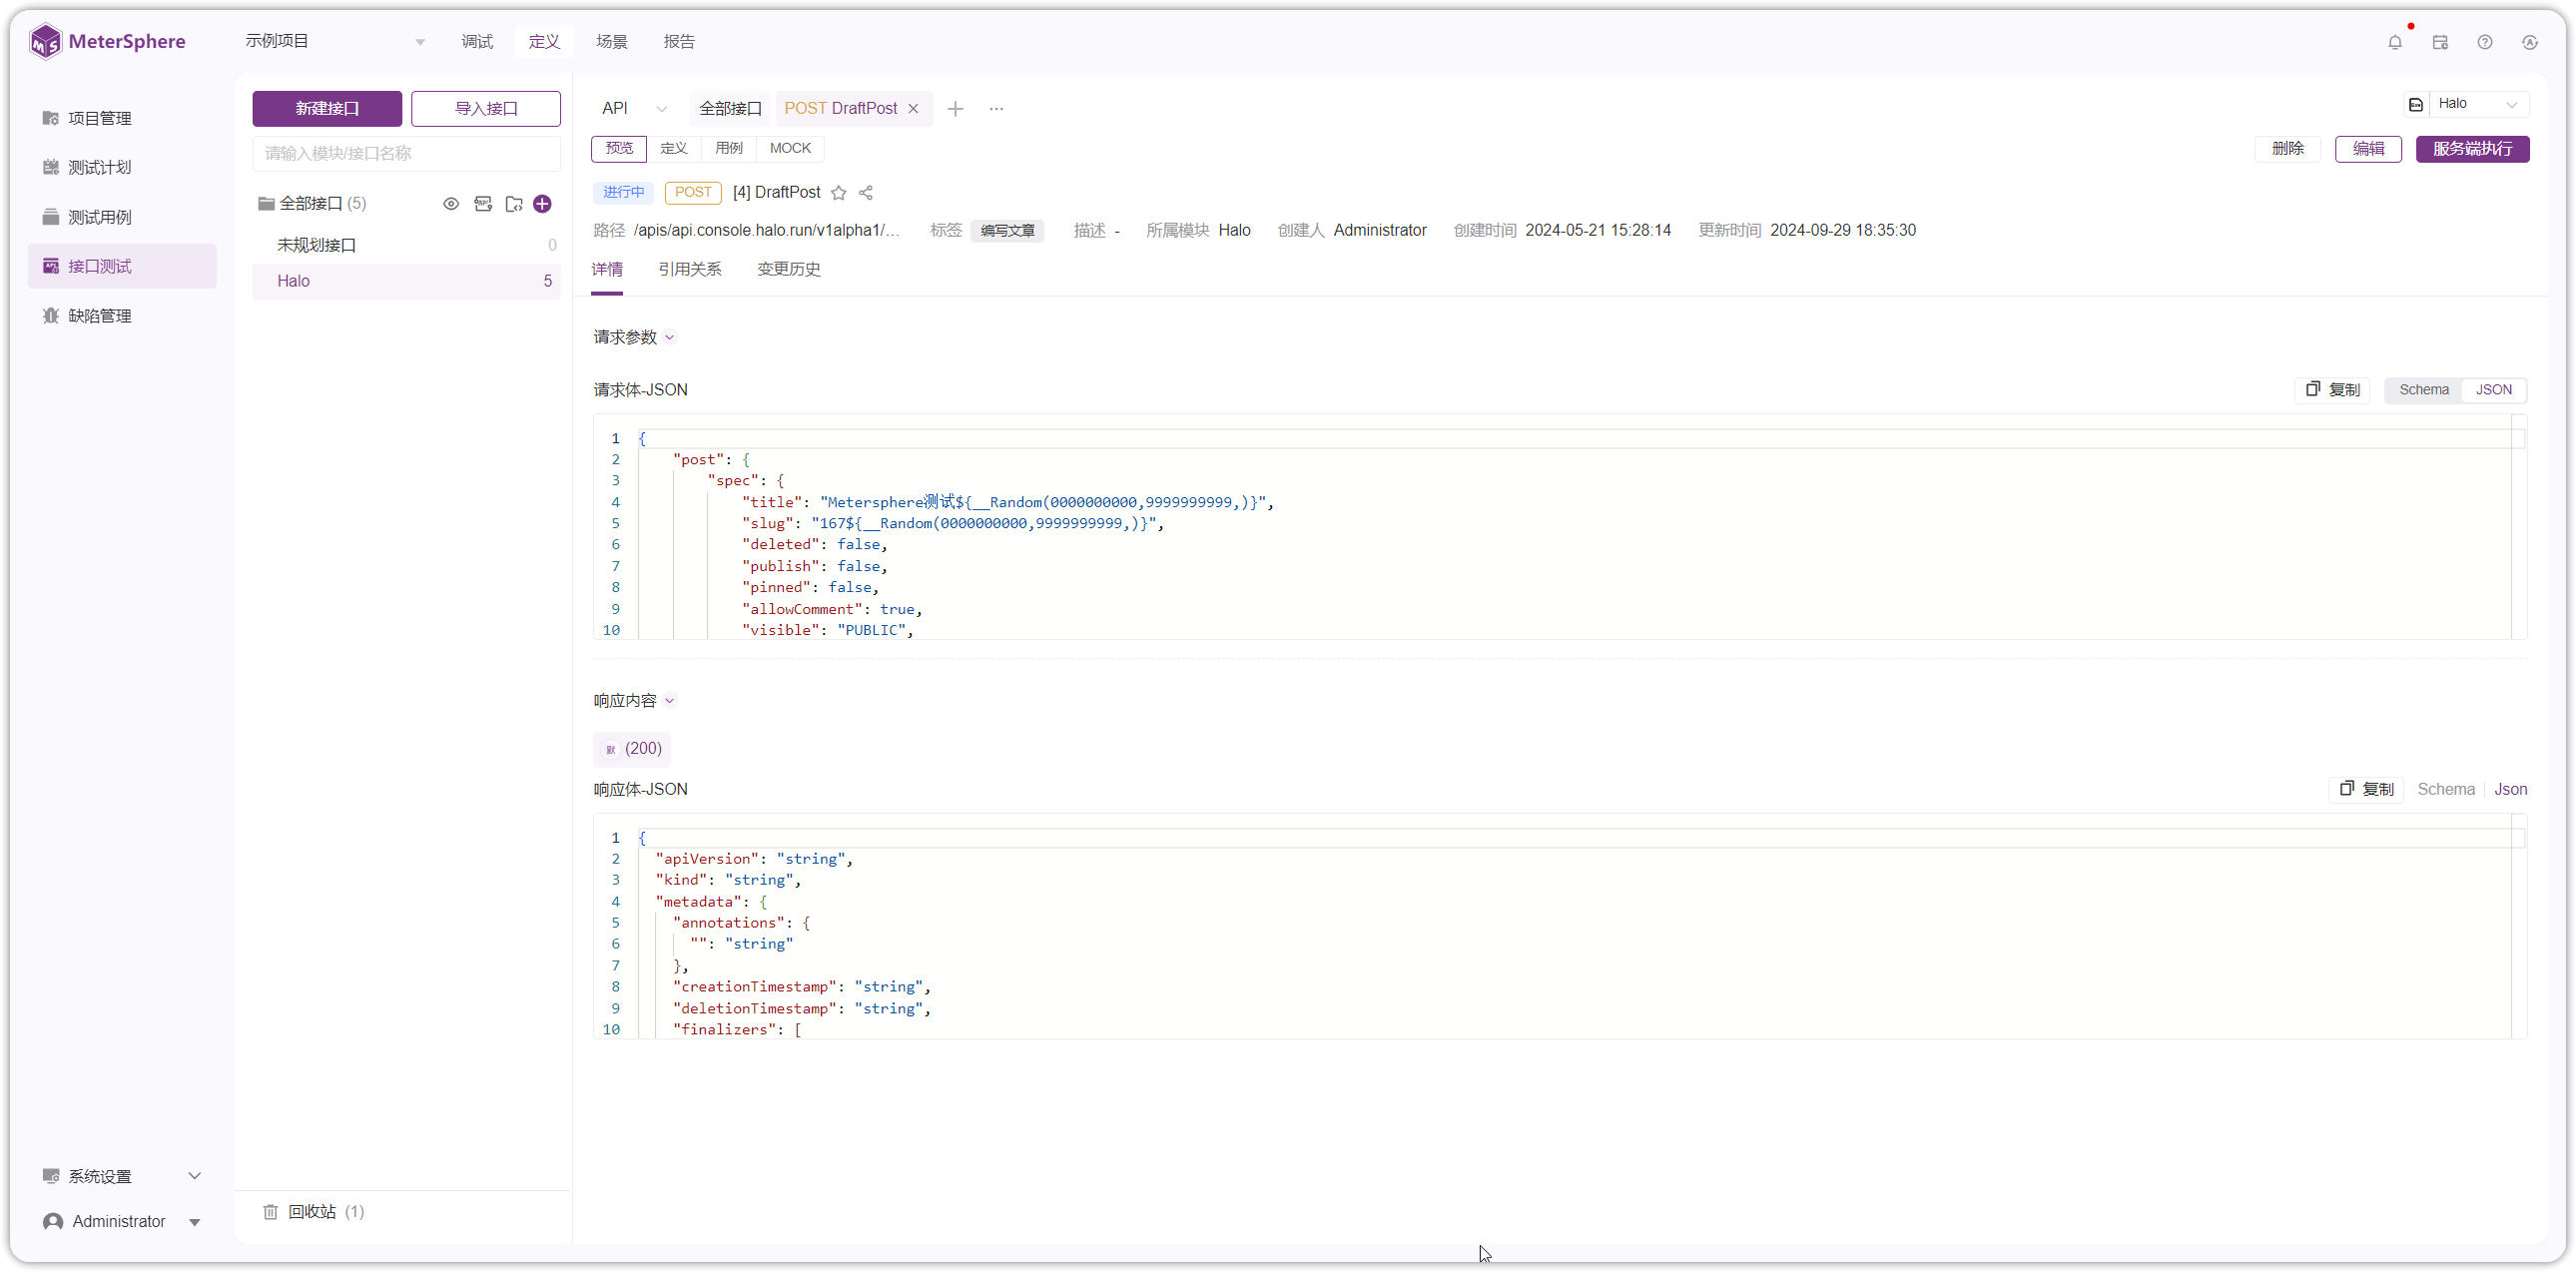 MeterSphere
示例项目
调试 定义 场景 报告
项目管理
测试计划
测试用例
接口测试
缺陷管理
系统设置
Administrator
新建接口 导入接口
请输入模块/接口名称
全部接口 (5)
未规划接口 0
Halo 5
回收站 (1)
API 全部接口 POST DraftPost
Halo
预览 定义 用例 MOCK
删除 编辑 服务端执行
进行中 POST [4] DraftPost
路径 /apis/api.console.halo.run/v1alpha1/... 标签 编写文章 描述 - 所属模块 Halo 创建人 Administrator 创建时间 2024-05-21 15:28:14 更新时间 2024-09-29 18:35:30
详情 引用关系 变更历史
请求参数
请求体-JSON 复制 Schema JSON
1 {
2 "post": {
3 "spec": {
4 "title": "Metersphere测试${__Random(0000000000,9999999999,)}",
5 "slug": "167${__Random(0000000000,9999999999,)}",
6 "deleted": false,
7 "publish": false,
8 "pinned": false,
9 "allowComment": true,
10 "visible": "PUBLIC",
响应内容
默 (200)
响应体-JSON 复制 Schema Json
1 {
2 "apiVersion": "string",
3 "kind": "string",
4 "metadata": {
5 "annotations": {
6 "": "string"
7 },
8 "creationTimestamp": "string",
9 "deletionTimestamp": "string",
10 "finalizers": [